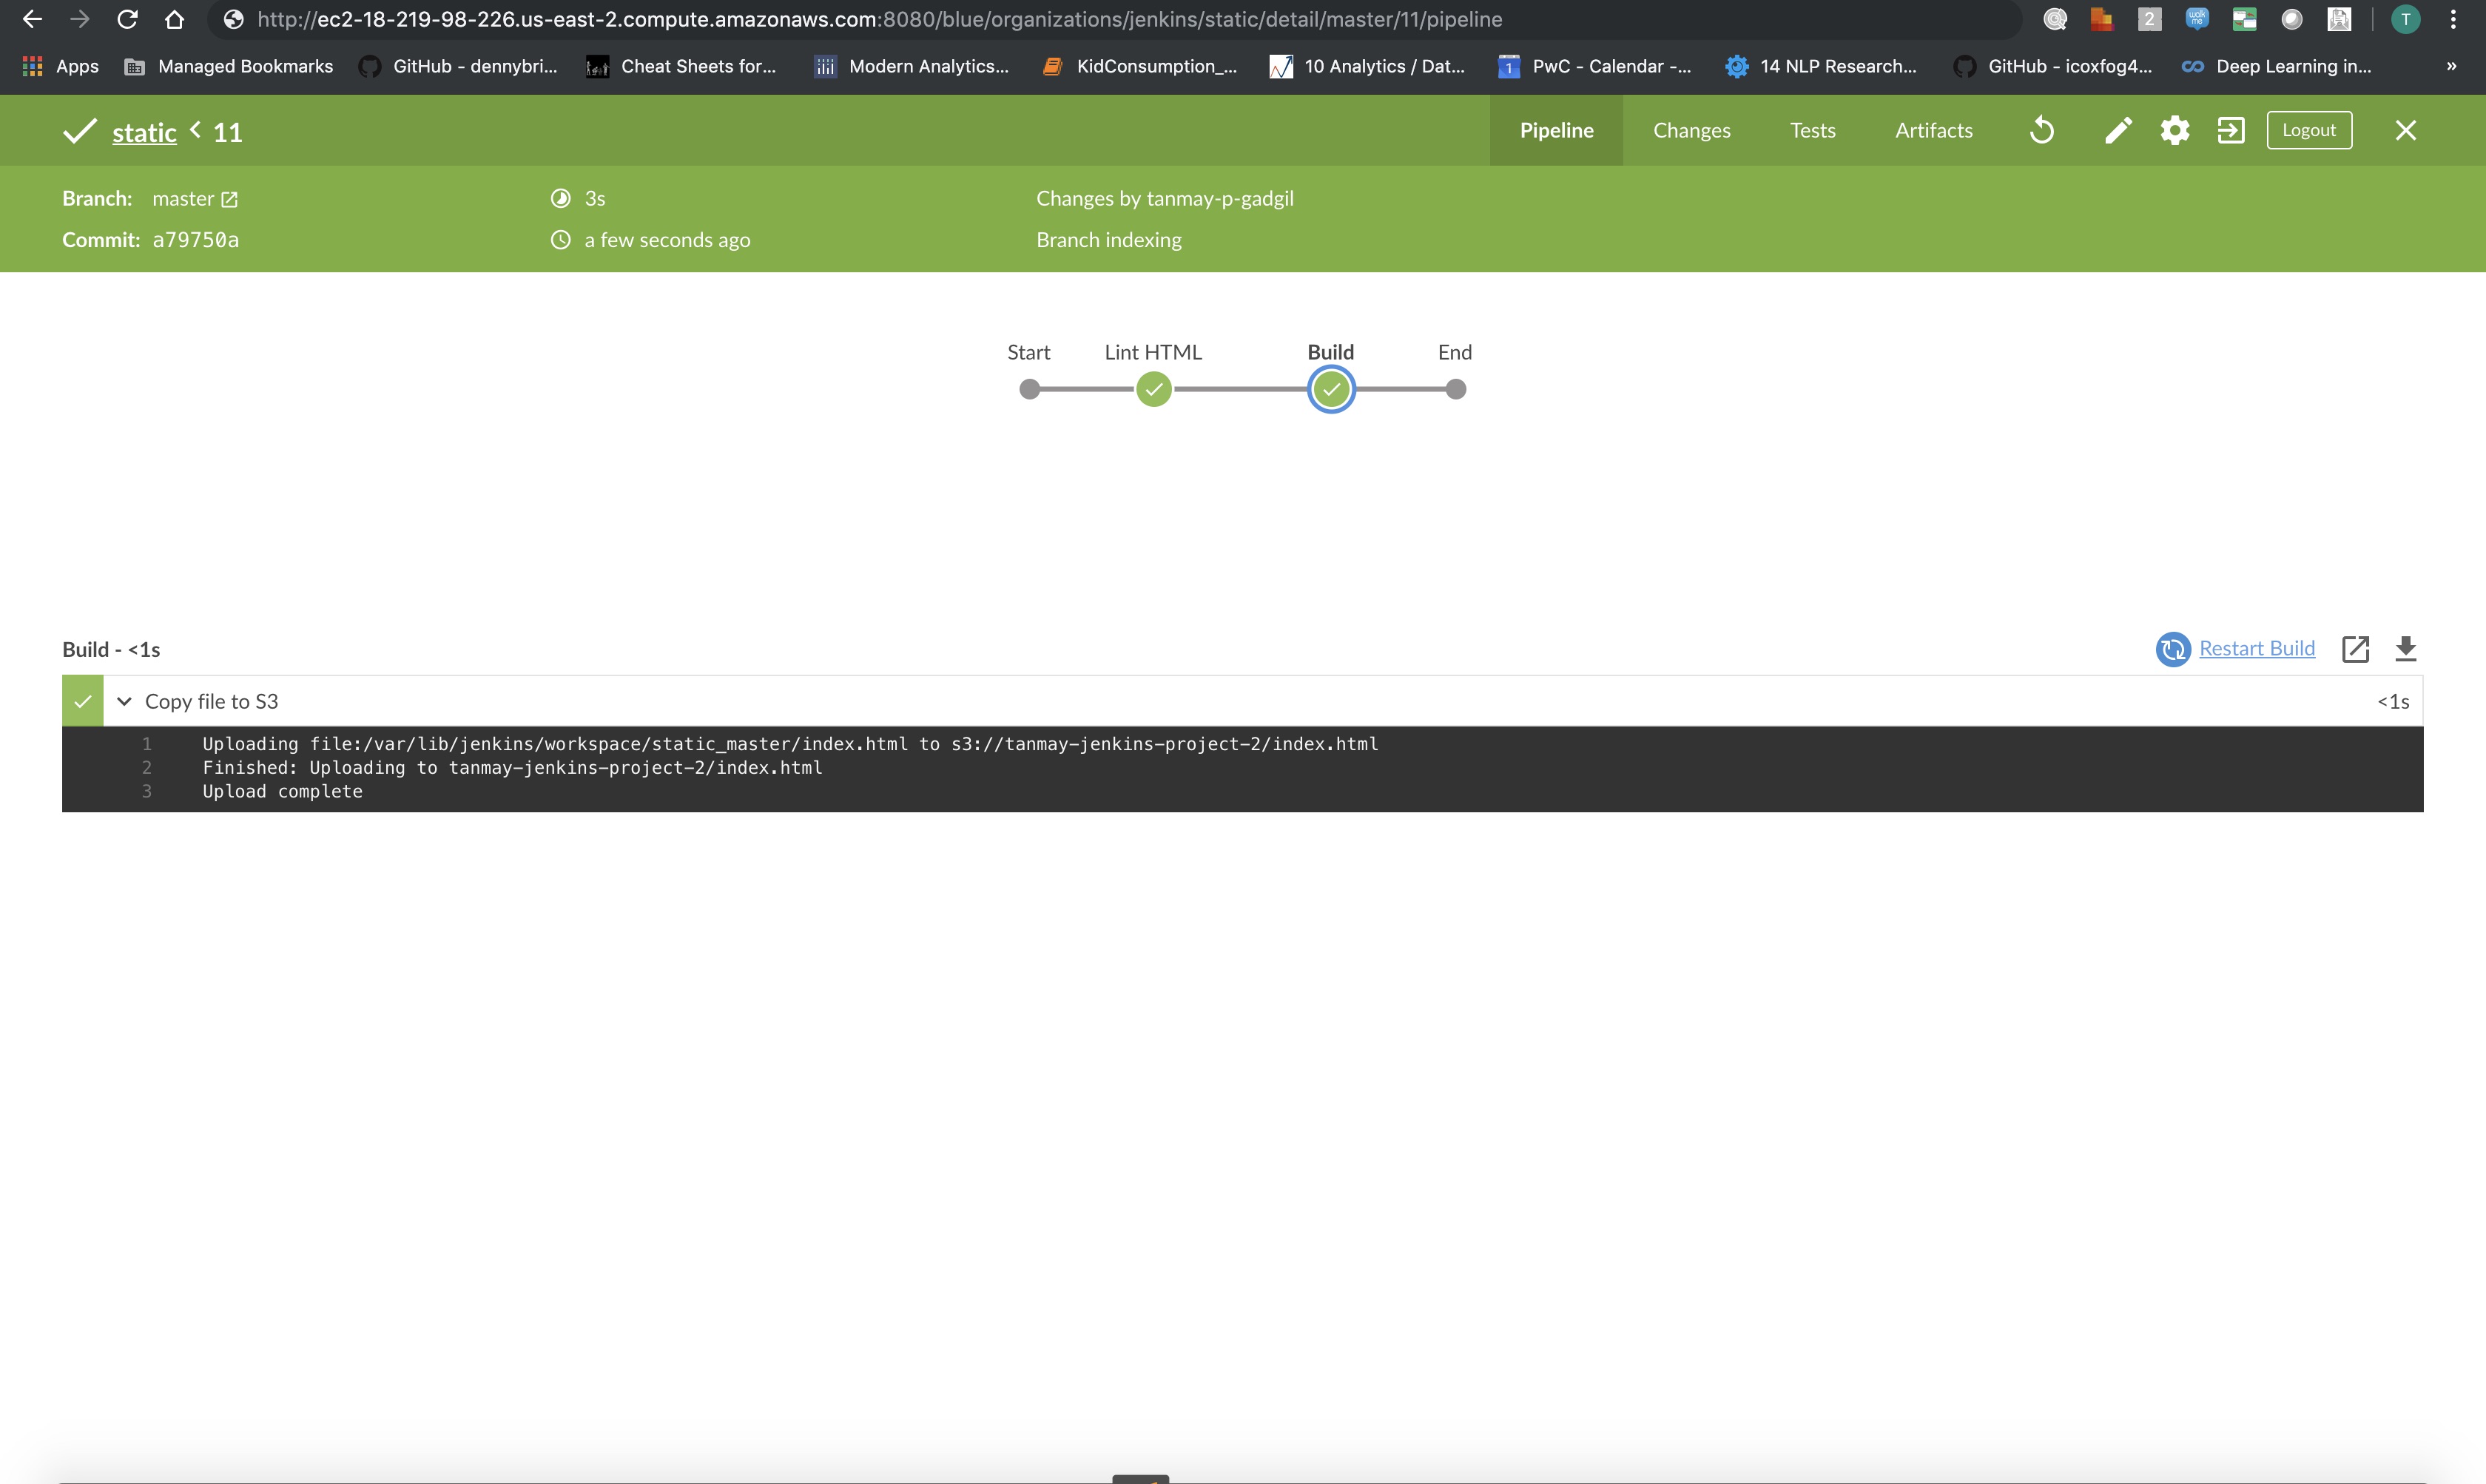 http://ec2-18-219-98-226.us-east-2.compute.amazonaws.com:8080/blue/organizations/jenkins/static/detail/master/11/pipeline
2
walk me
T
Apps
Managed Bookmarks
GitHub - dennybri...
Cheat Sheets for...
Modern Analytics...
KidConsumption_...
10 Analytics / Dat...
1
PwC - Calendar -...
14 NLP Research...
GitHub - icoxfog4...
Deep Learning in...
»
static < 11
Pipeline
Changes
Tests
Artifacts
Logout
Branch: master
3s
Changes by tanmay-p-gadgil
Commit: a79750a
a few seconds ago
Branch indexing
Start
Lint HTML
Build
End
Build - <1s
Restart Build
Copy file to S3
<1s
1 Uploading file:/var/lib/jenkins/workspace/static_master/index.html to s3://tanmay-jenkins-project-2/index.html
2 Finished: Uploading to tanmay-jenkins-project-2/index.html
3 Upload complete